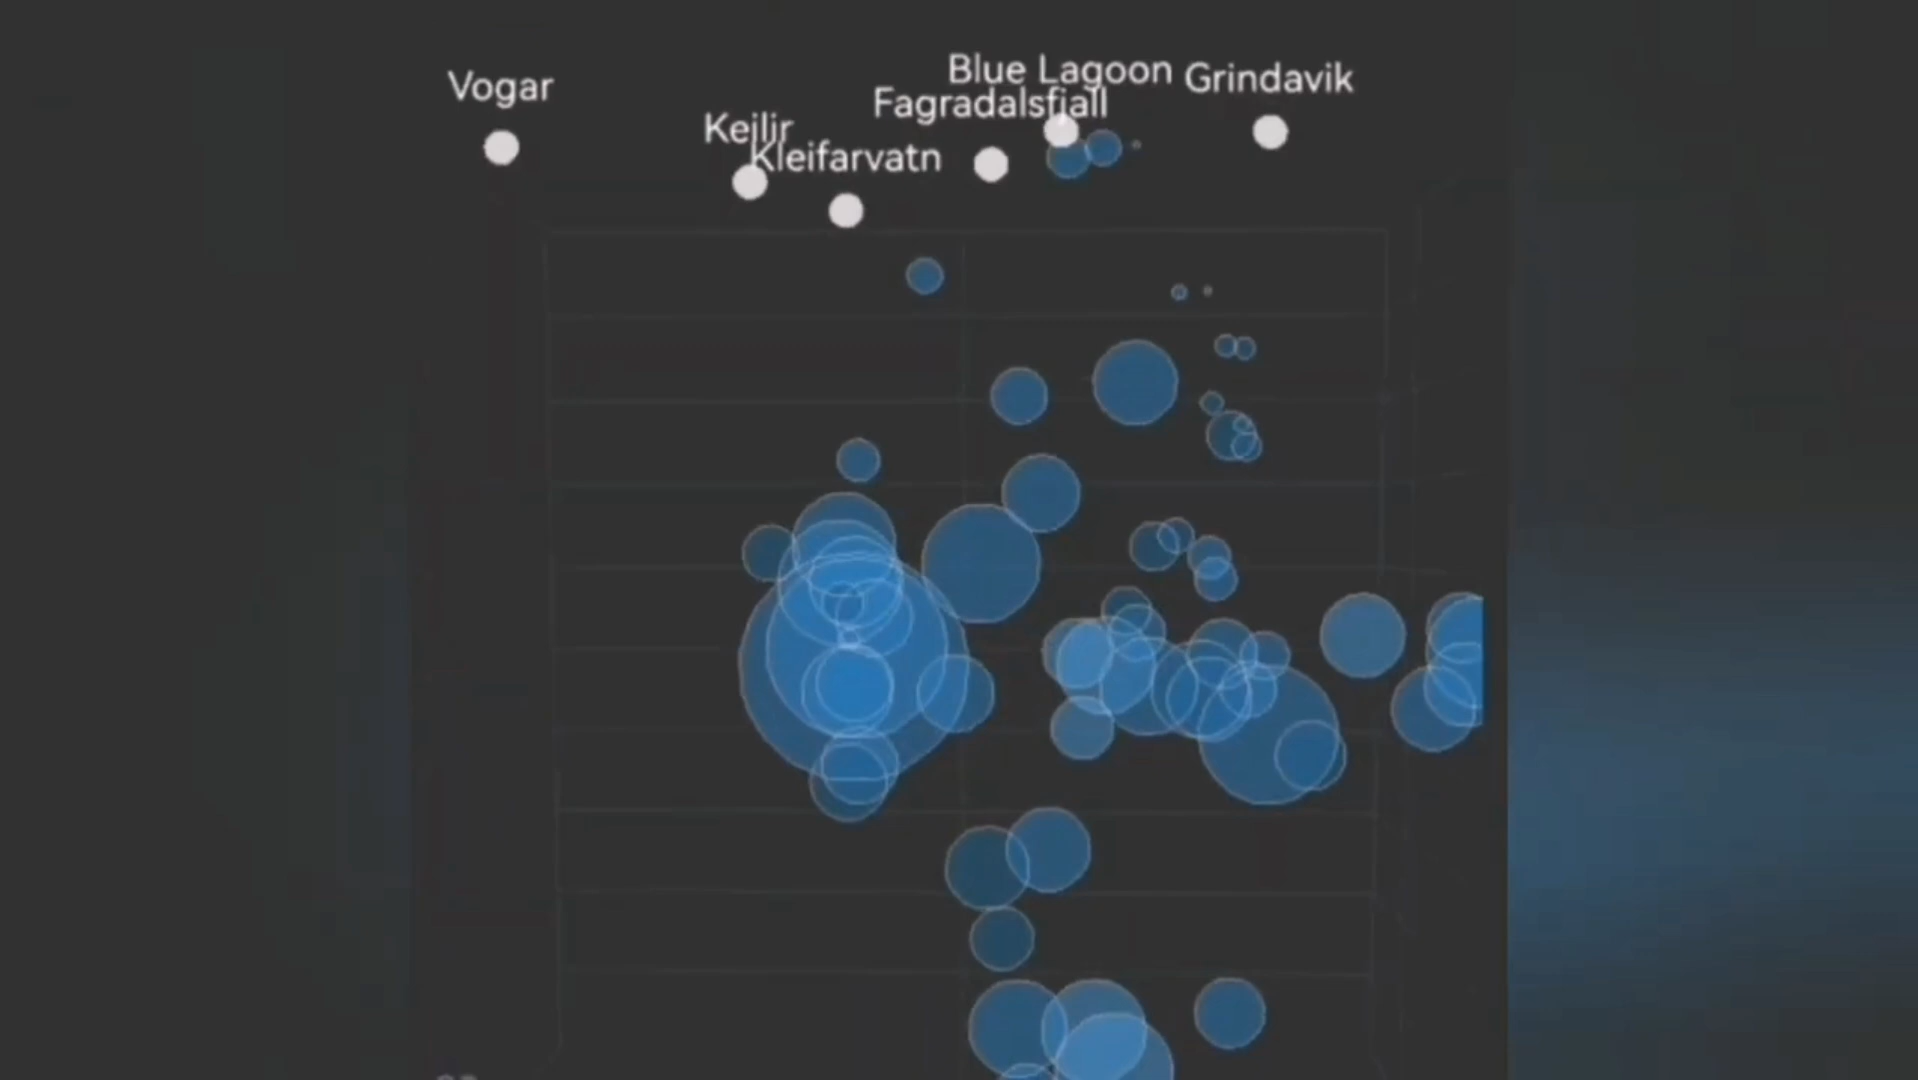 Vogar
Keilir
Kleifarvatn
Fagradalsfjall
Blue Lagoon
Grindavik